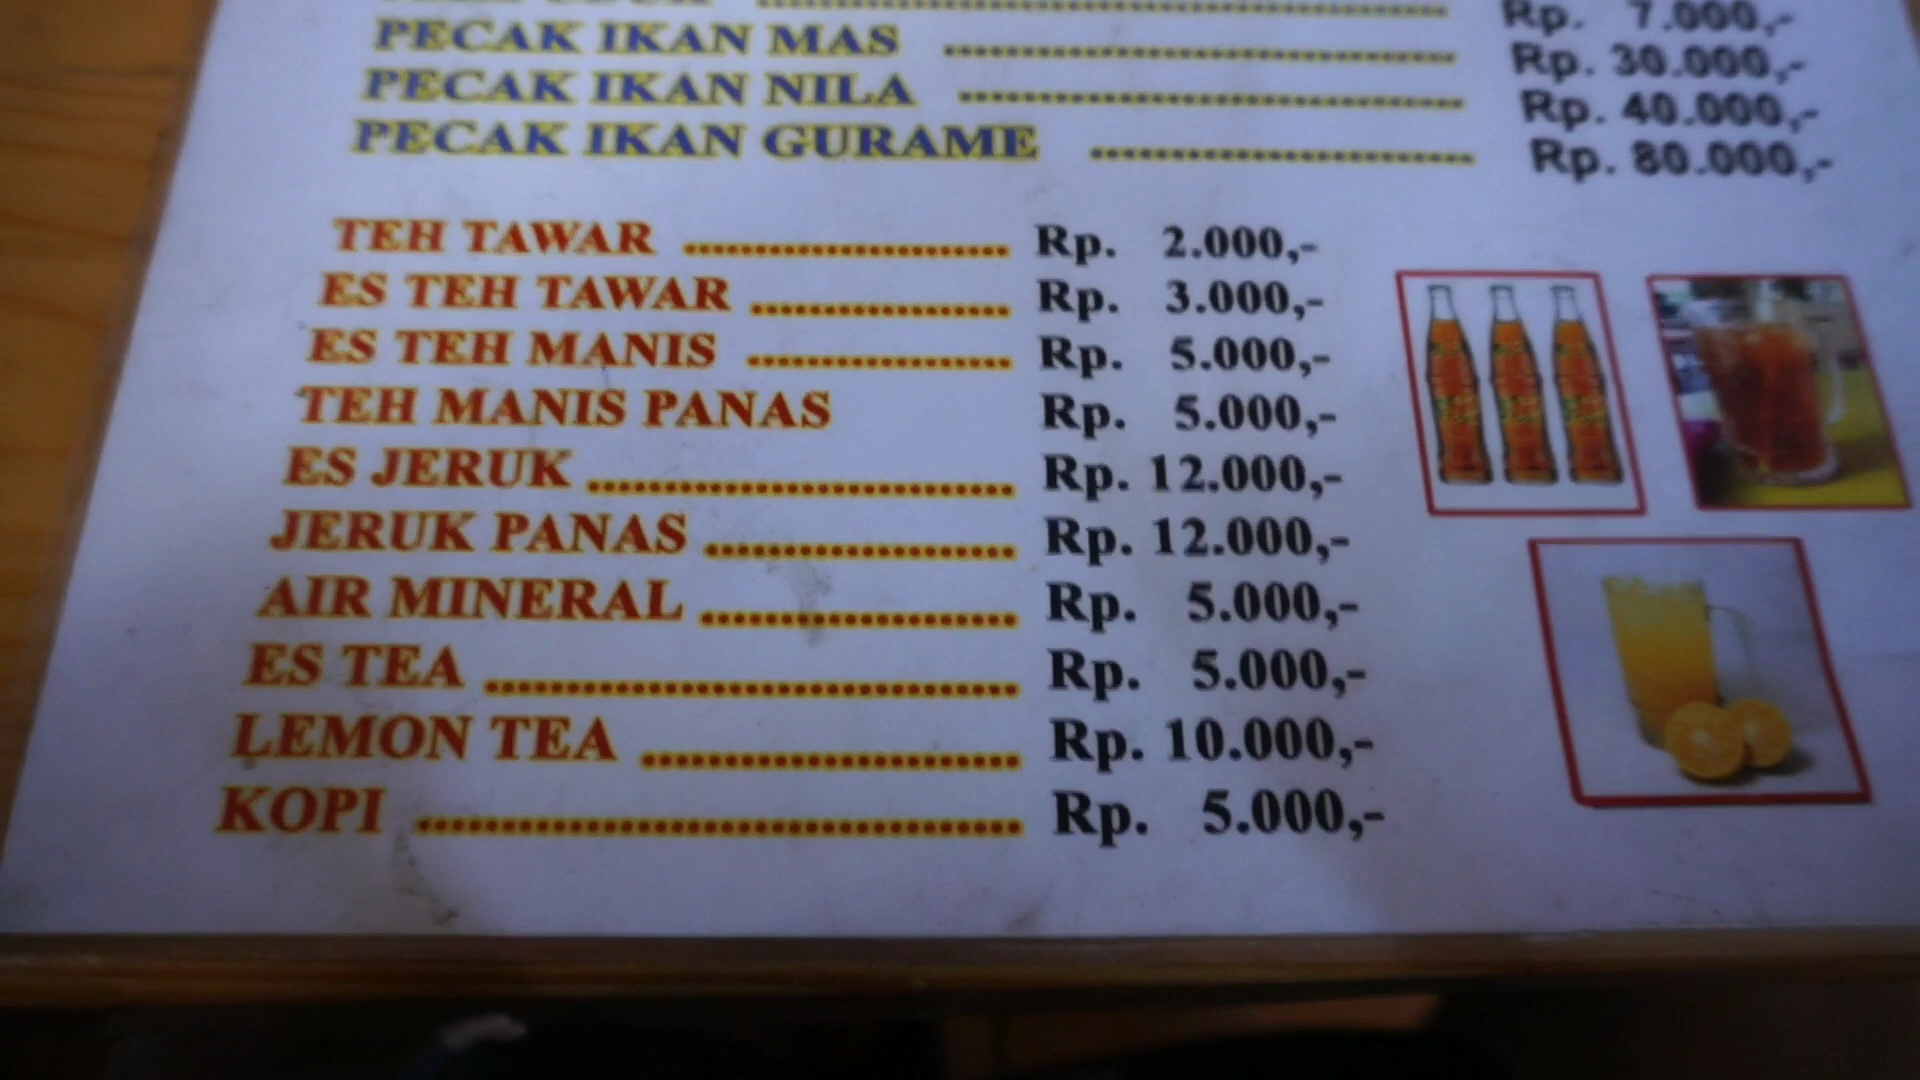 Rp. 7.000,-
PECAK IKAN MAS ........................ Rp. 30.000,-
PECAK IKAN NILA ........................ Rp. 40.000,-
PECAK IKAN GURAME .................. Rp. 80.000,-
TEH TAWAR ........................ Rp. 2.000,-
ES TEH TAWAR ................... Rp. 3.000,-
ES TEH MANIS ................... Rp. 5.000,-
TEH MANIS PANAS Rp. 5.000,-
ES JERUK ................................ Rp. 12.000,-
JERUK PANAS ....................... Rp. 12.000,-
AIR MINERAL ....................... Rp. 5.000,-
ES TEA ....................................... Rp. 5.000,-
LEMON TEA ........................... Rp. 10.000,-
KOPI ........................................... Rp. 5.000,-